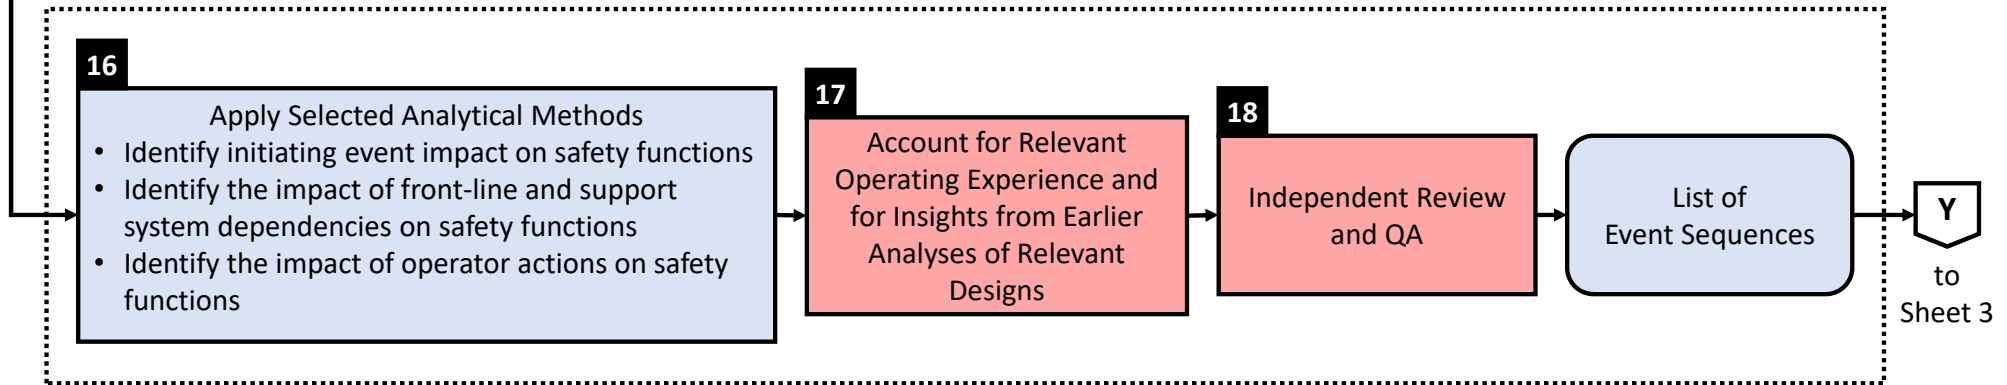 16
Apply Selected Analytical Methods
• Identify initiating event impact on safety functions
• Identify the impact of front-line and support
system dependencies on safety functions
• Identify the impact of operator actions on safety
functions
17
Account for Relevant
Operating Experience and
for Insights from Earlier
Analyses of Relevant
Designs
18
Independent Review
and QA
List of
Event Sequences
Y
to
Sheet 3